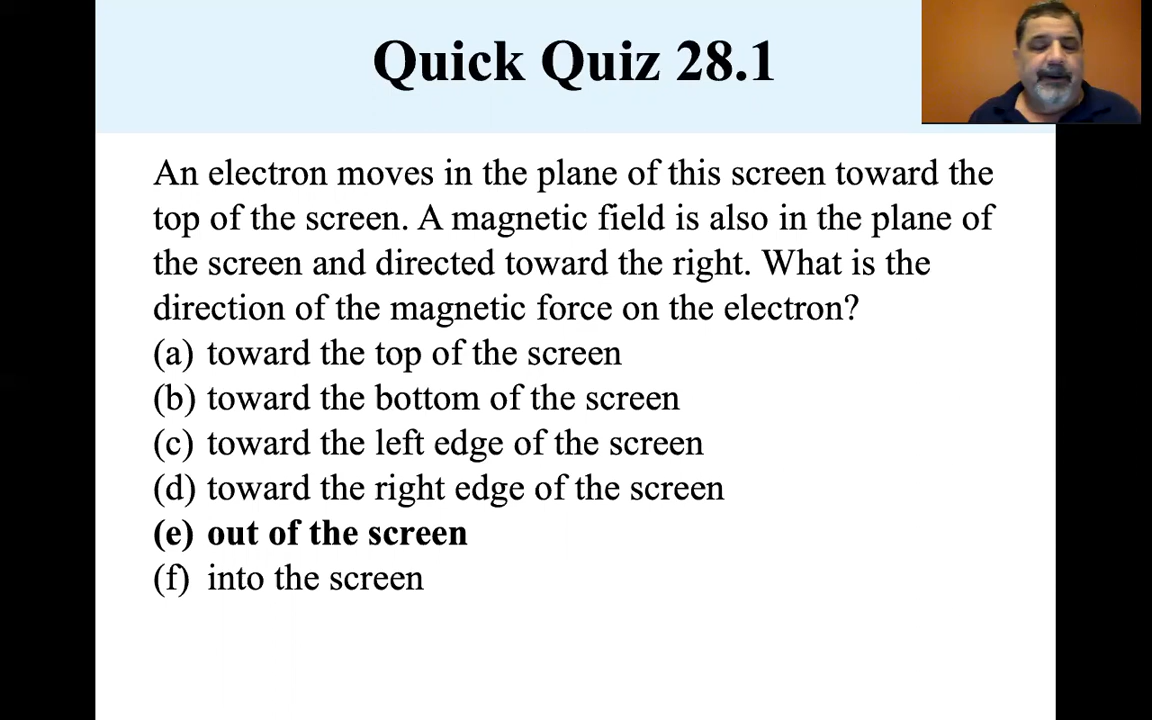 Quick Quiz 28.1
An electron moves in the plane of this screen toward the
top of the screen. A magnetic field is also in the plane of
the screen and directed toward the right. What is the
direction of the magnetic force on the electron?
(a) toward the top of the screen
(b) toward the bottom of the screen
(c) toward the left edge of the screen
(d) toward the right edge of the screen
(e) out of the screen
(f) into the screen